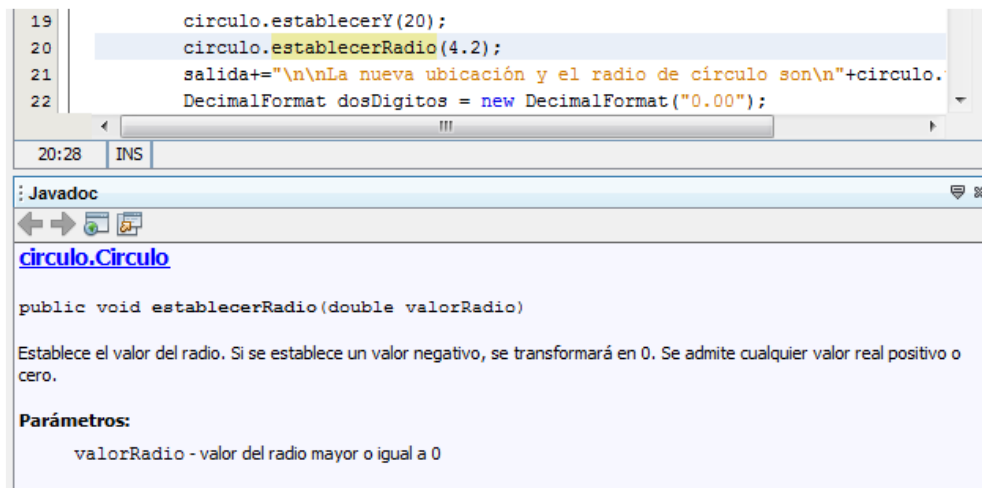 19 circulo.establecerY(20);
20 circulo.establecerRadio(4.2);
21 salida+="\n\nLa nueva ubicación y el radio de círculo son\n"+circulo.
22 DecimalFormat dosDigitos = new DecimalFormat("0.00");
20:28 INS
Javadoc
circulo.Circulo
public void establecerRadio(double valorRadio)
Establece el valor del radio. Si se establece un valor negativo, se transformará en 0. Se admite cualquier valor real positivo o
cero.
Parámetros:
valorRadio - valor del radio mayor o igual a 0